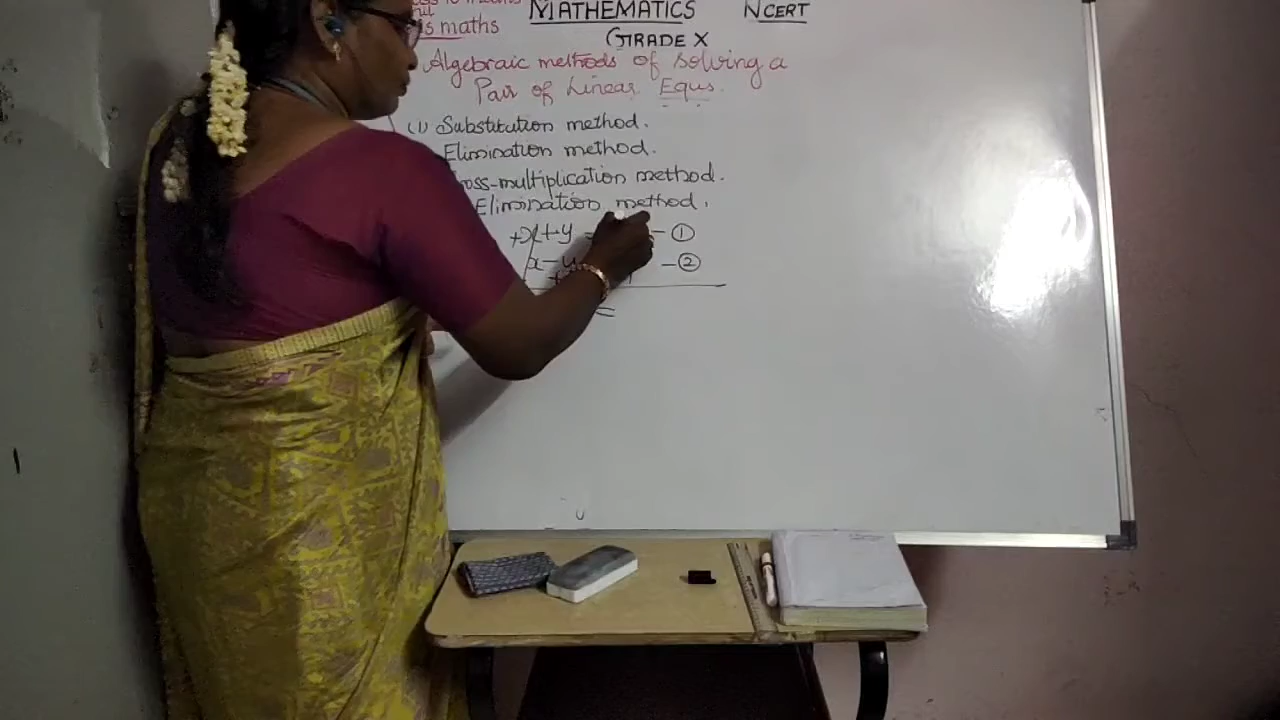 MATHEMATICS NCERT
s maths
GRADE X
Algebraic methods of solving a
Pair of Linear Equs.
(1) Substitution method.
Elimination method.
oss-multiplication method.
Elimination method.
+x+y - ①
x-y - ②
=